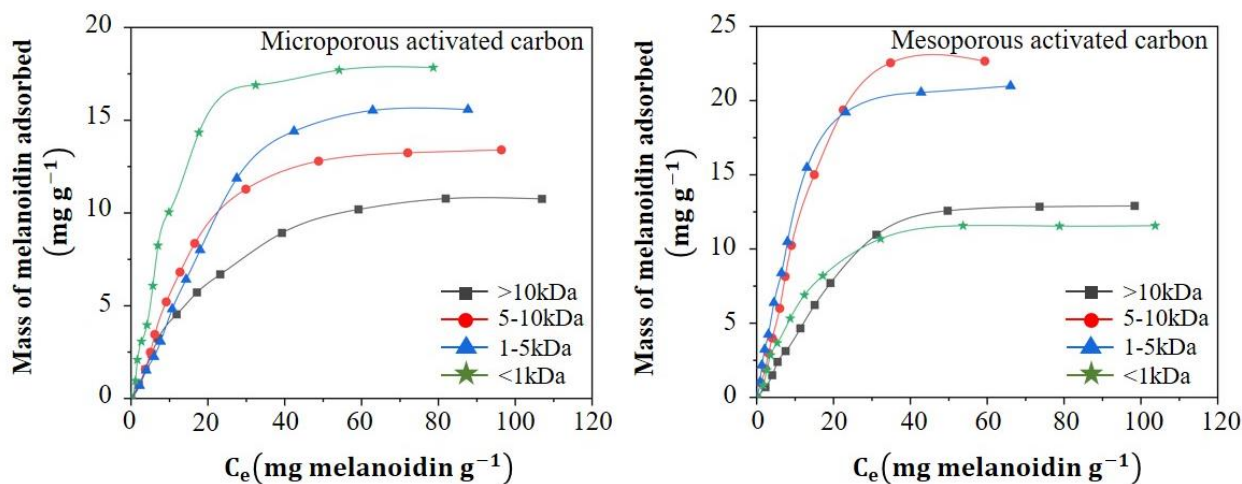 Microporous activated carbon
Mass of melanoidin adsorbed
(mg g⁻¹)
20
15
10
5
0
>10kDa
5-10kDa
1-5kDa
<1kDa
0 20 40 60 80 100 120
Cₑ(mg melanoidin g⁻¹)
Mesoporous activated carbon
Mass of melanoidin adsorbed
(mg g⁻¹)
25
20
15
10
5
0
>10kDa
5-10kDa
1-5kDa
<1kDa
0 20 40 60 80 100 120
Cₑ(mg melanoidin g⁻¹)